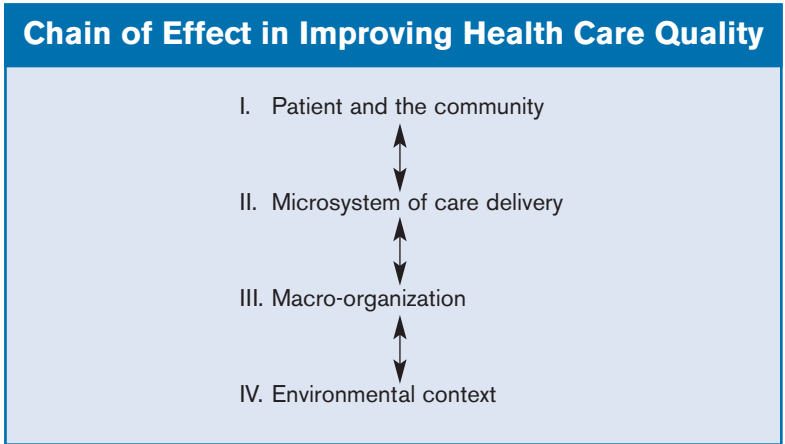 Chain of Effect in Improving Health Care Quality
I. Patient and the community
II. Microsystem of care delivery
III. Macro-organization
IV. Environmental context